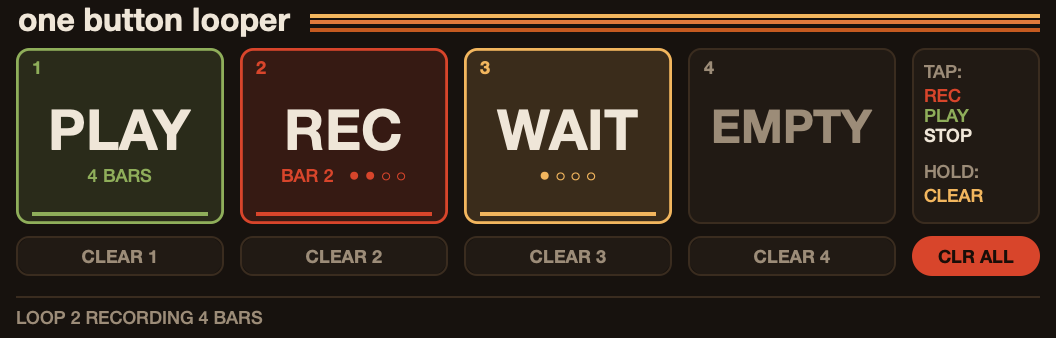 one button looper
1
PLAY
4 BARS
2
REC
BAR 2
3
WAIT
4
EMPTY
TAP:
REC
PLAY
STOP
HOLD:
CLEAR
CLEAR 1
CLEAR 2
CLEAR 3
CLEAR 4
CLR ALL
LOOP 2 RECORDING 4 BARS